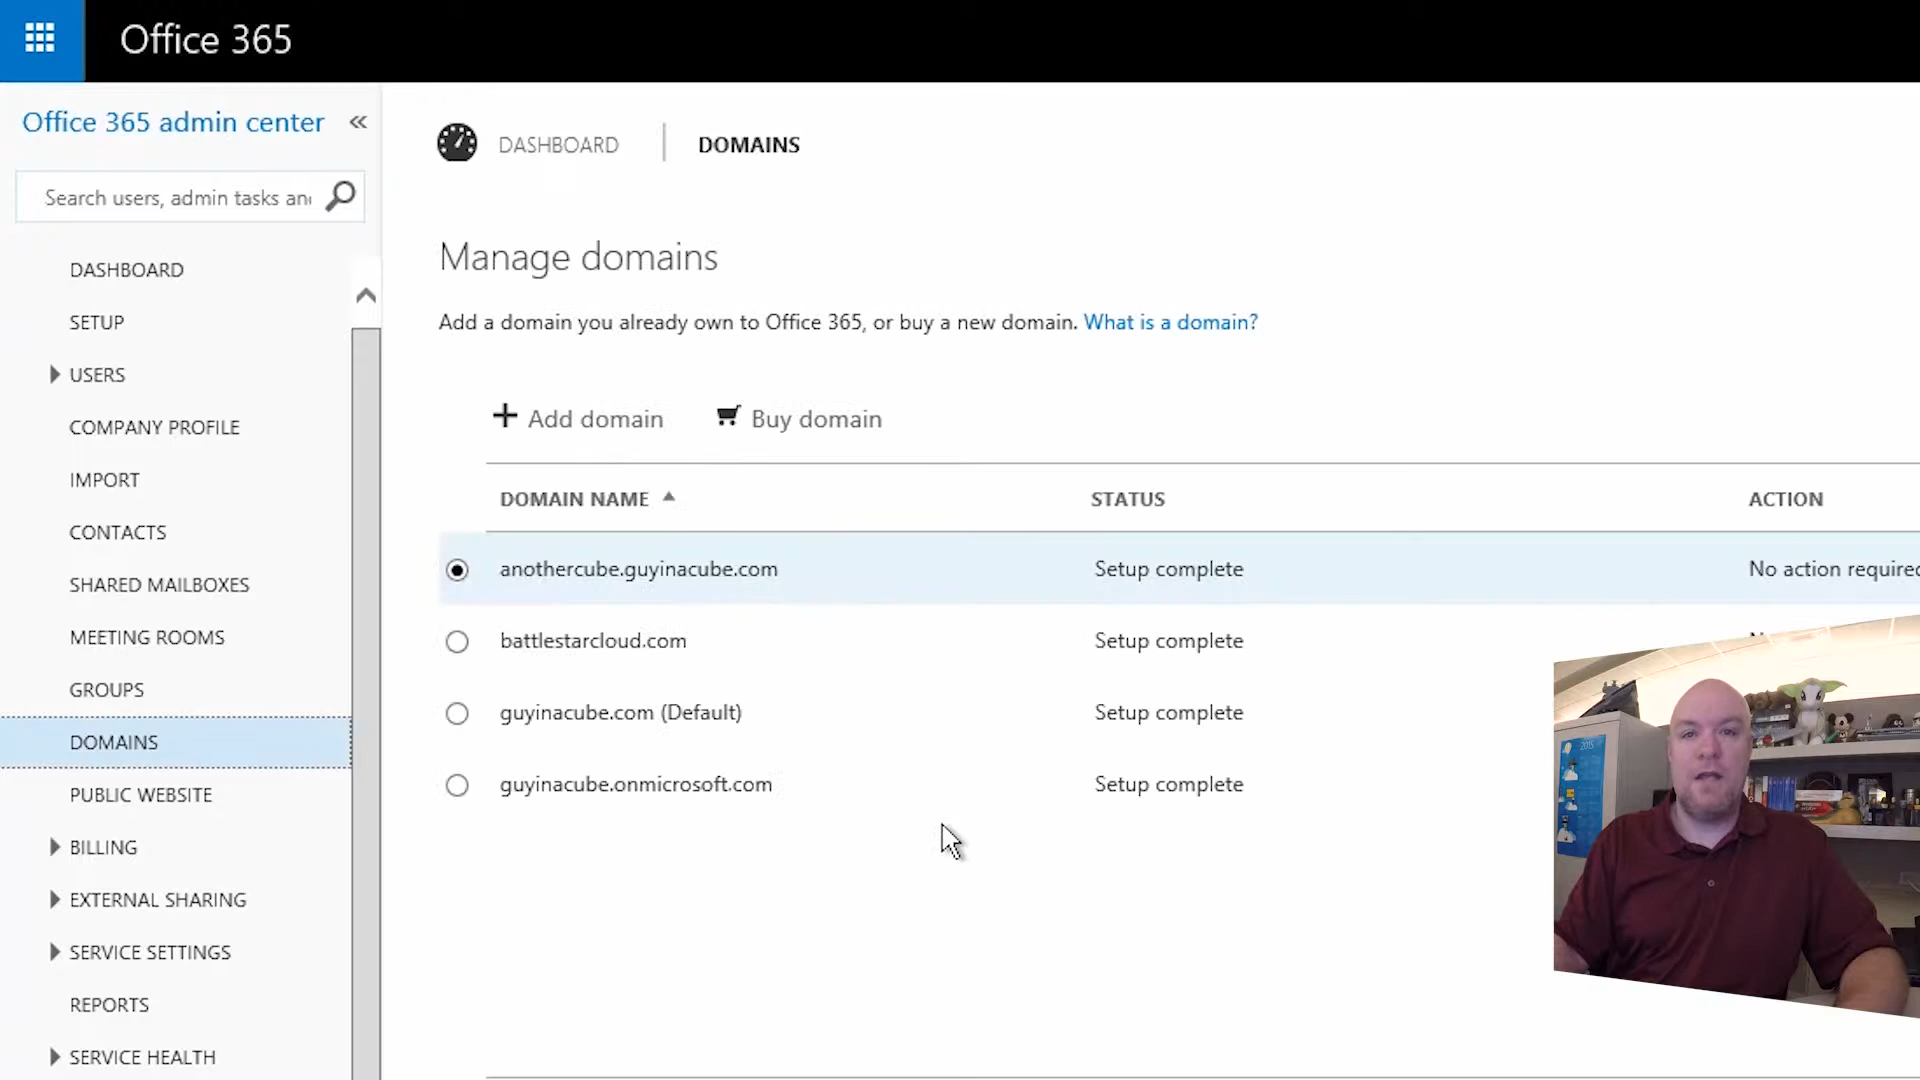 Office 365
Office 365 admin center
Search users, admin tasks an
DASHBOARD
SETUP
USERS
COMPANY PROFILE
IMPORT
CONTACTS
SHARED MAILBOXES
MEETING ROOMS
GROUPS
DOMAINS
PUBLIC WEBSITE
BILLING
EXTERNAL SHARING
SERVICE SETTINGS
REPORTS
SERVICE HEALTH
DASHBOARD | DOMAINS
Manage domains
Add a domain you already own to Office 365, or buy a new domain. What is a domain?
Add domain Buy domain
DOMAIN NAME STATUS ACTION
anothercube.guyinacube.com Setup complete No action required
battlestarcloud.com Setup complete
guyinacube.com (Default) Setup complete
guyinacube.onmicrosoft.com Setup complete
2015